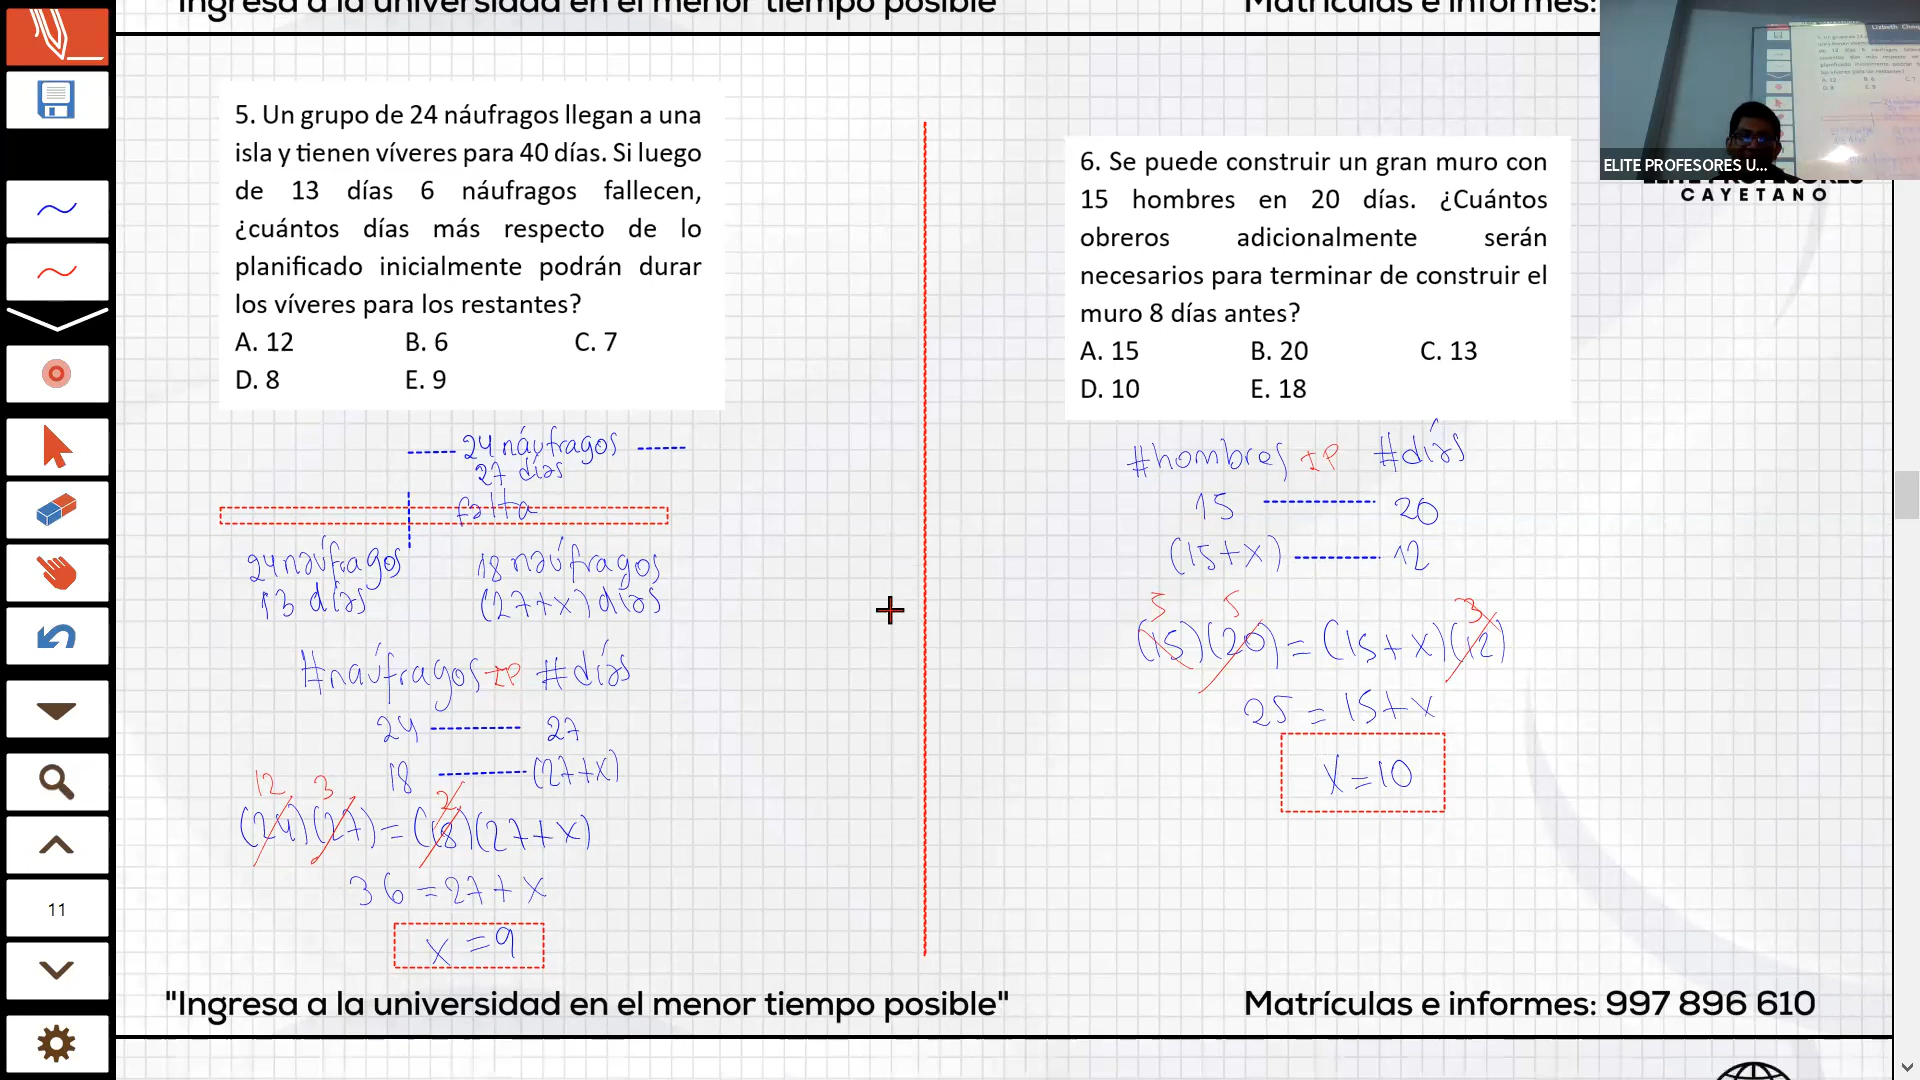 "Ingresa a la universidad en el menor tiempo posible"
Matrículas e informes:
ELITE PROFESORES U...
CAYETANO
5. Un grupo de 24 náufragos llegan a una
isla y tienen víveres para 40 días. Si luego
de 13 días 6 náufragos fallecen,
¿cuántos días más respecto de lo
planificado inicialmente podrán durar
los víveres para los restantes?
A. 12 B. 6 C. 7
D. 8 E. 9
24 náufragos
27 días
falta
24 náufragos 18 náufragos
13 días (27+x) días
#náufragos IP #días
24 27
18 (27+x)
12 3 2
(24)(27)=(18)(27+x)
36=27+x
x=9
6. Se puede construir un gran muro con
15 hombres en 20 días. ¿Cuántos
obreros adicionalmente serán
necesarios para terminar de construir el
muro 8 días antes?
A. 15 B. 20 C. 13
D. 10 E. 18
#hombres IP #días
15 20
(15+x) 12
5 5 3
(15)(20)=(15+x)(12)
25=15+x
x=10
11
"Ingresa a la universidad en el menor tiempo posible"
Matrículas e informes: 997 896 610